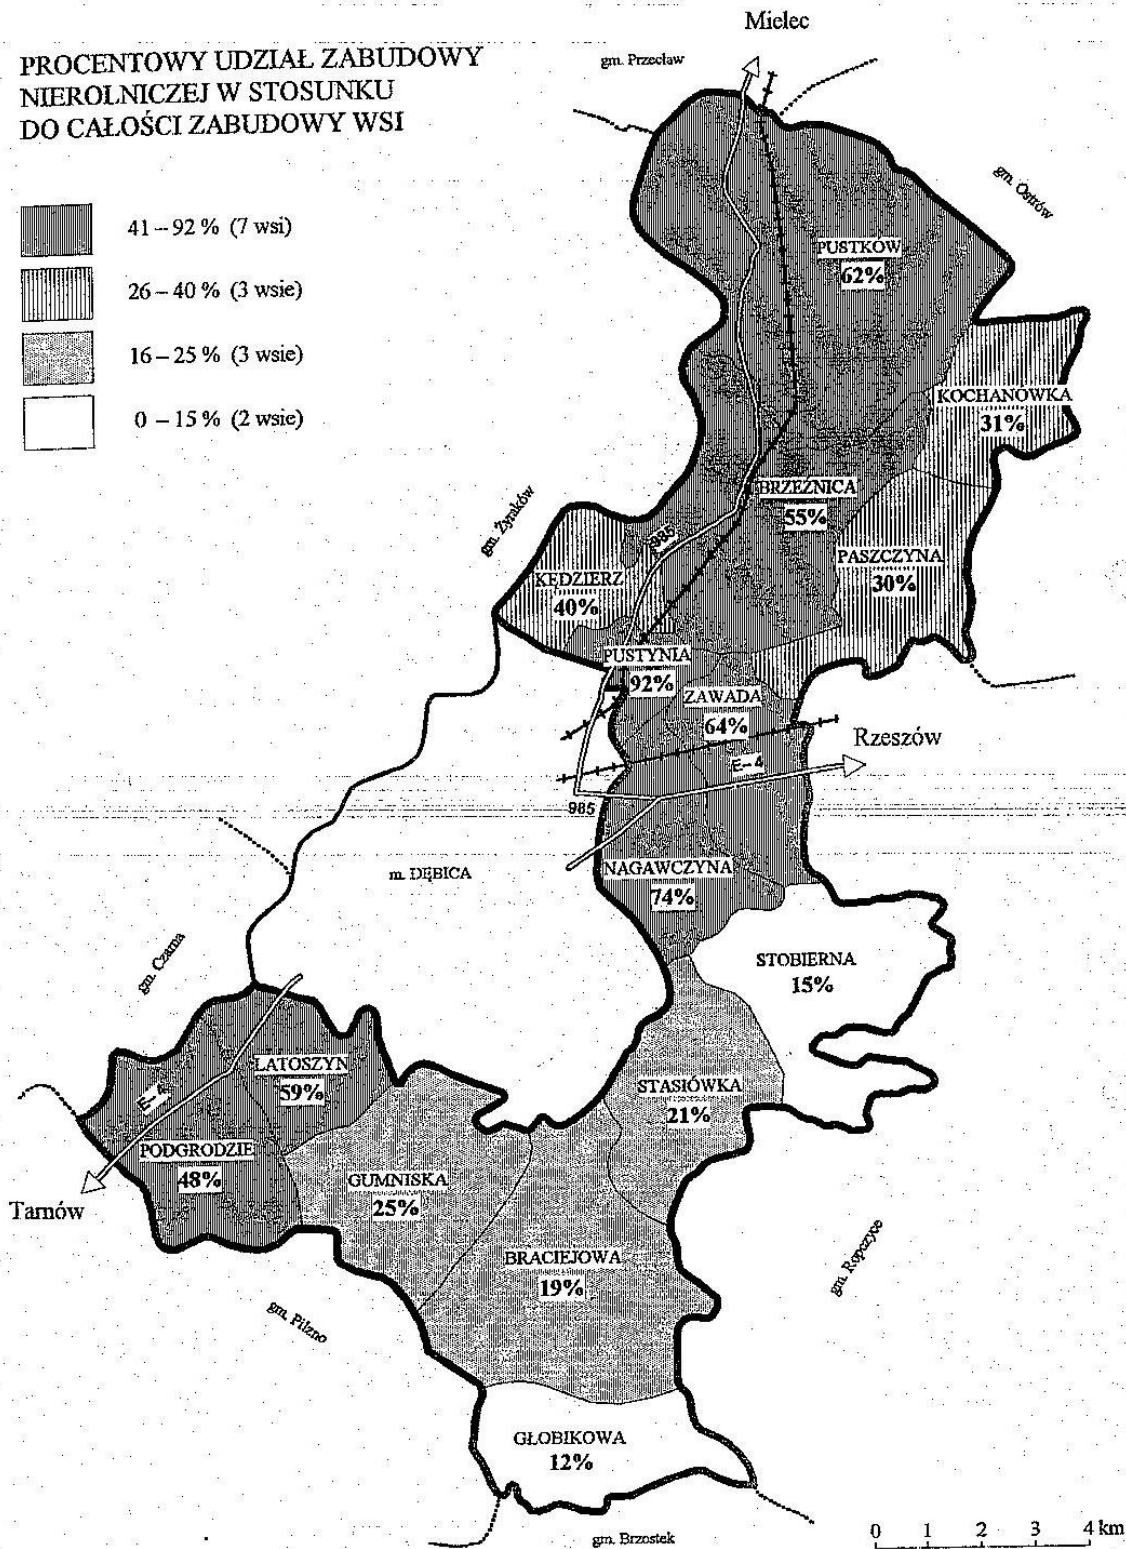 PROCENTOWY UDZIAŁ ZABUDOWY
NIEROLNICZEJ W STOSUNKU
DO CAŁOŚCI ZABUDOWY WSI
41 – 92 % (7 wsi)
26 – 40 % (3 wsie)
16 – 25 % (3 wsie)
0 – 15 % (2 wsie)
Mielec
gm. Przecław
gm. Ostrów
PUSTKÓW
62%
KOCHANÓWKA
31%
BRZEŹNICA
55%
gm. Żyraków
985
PASZCZYNA
30%
KĘDZIERZ
40%
PUSTYNIA
92%
ZAWADA
64%
Rzeszów
E–4
985
m. DĘBICA
NAGAWCZYNA
74%
gm. Czarna
STOBIERNA
15%
LATOSZYN
59%
E–4
STASIÓWKA
21%
PODGRODZIE
48%
GUMNISKA
25%
Tarnów
BRACIEJOWA
19%
gm. Ropczyce
gm. Pilzno
GŁOBIKOWA
12%
gm. Brzostek
0 1 2 3 4 km